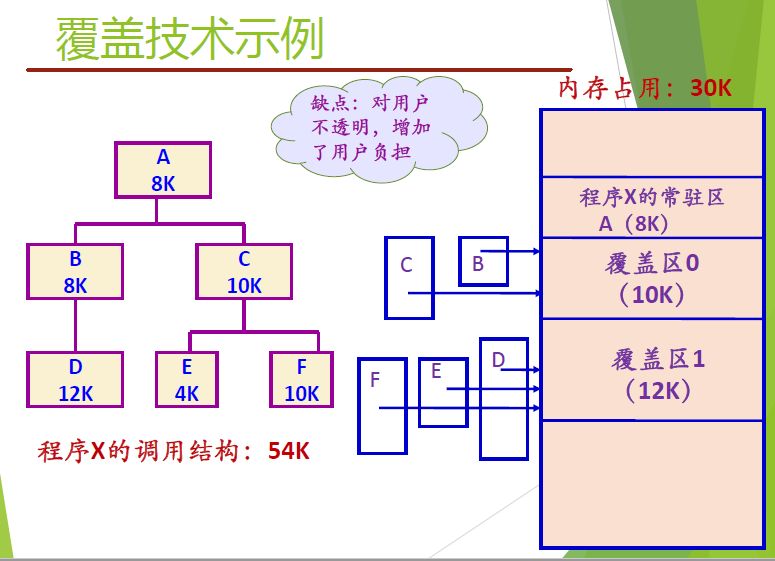 覆盖技术示例
缺点：对用户
不透明，增加
了用户负担
内存占用：30K
A
8K
B
8K
C
10K
D
12K
E
4K
F
10K
程序X的调用结构：54K
C
B
F
E
D
程序X的常驻区
A（8K）
覆盖区0
（10K）
覆盖区1
（12K）